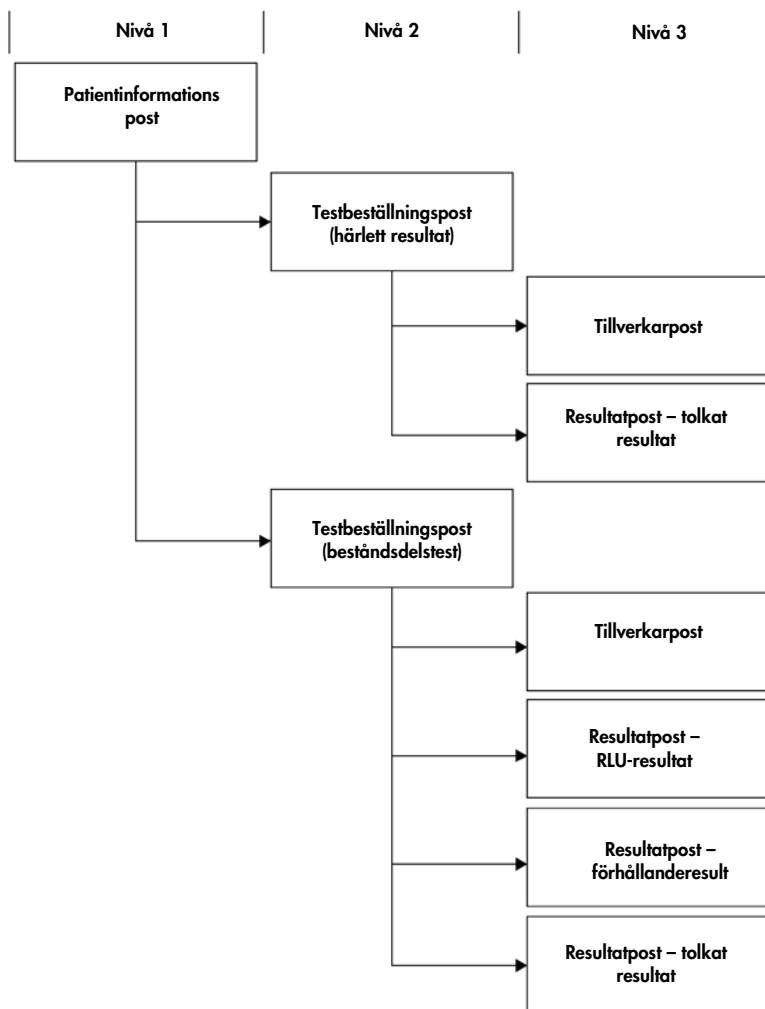 Nivå 1
Nivå 2
Nivå 3
Patientinformations
post
Testbeställningspost
(härlett resultat)
Tillverkarpost
Resultatpost – tolkat
resultat
Testbeställningspost
(beståndsdelstest)
Tillverkarpost
Resultatpost –
RLU-resultat
Resultatpost –
förhållanderesult
Resultatpost – tolkat
resultat